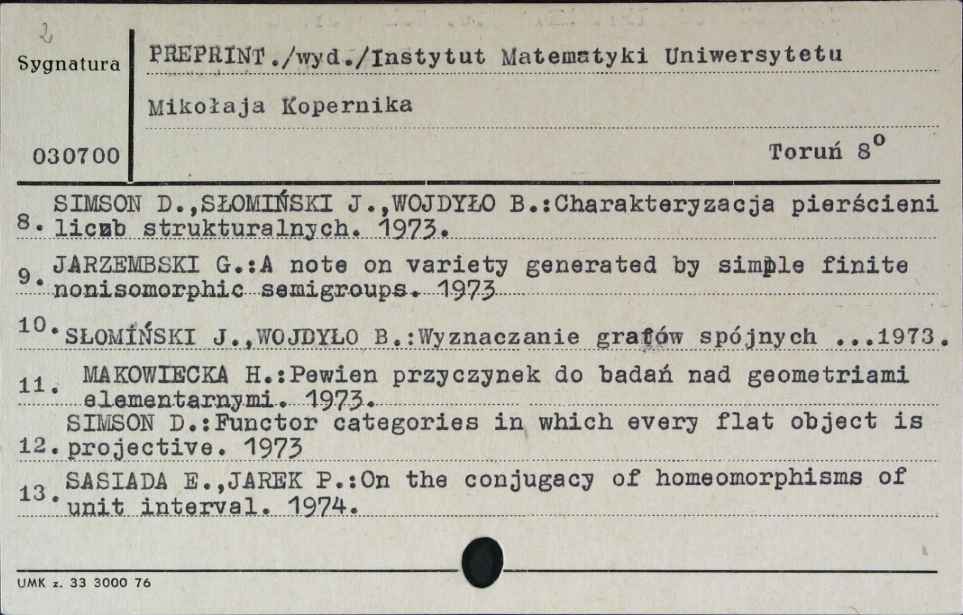 2
Sygnatura
PREPRINT./wyd./Instytut Matematyki Uniwersytetu
Mikołaja Kopernika
030700
Toruń 8°
8. SIMSON D.,SŁOMIŃSKI J.,WOJDYŁO B.:Charakteryzacja pierścieni
liczb strukturalnych. 1973.
9. JARZEMBSKI G.:A note on variety generated by simple finite
nonisomorphic semigroups. 1973
10. SŁOMIŃSKI J.,WOJDYŁO B.:Wyznaczanie grafów spójnych ...1973.
11. MAKOWIECKA H.:Pewien przyczynek do badań nad geometriami
elementarnymi. 1973.
SIMSON D.:Functor categories in which every flat object is
12. projective. 1973
13. SASIADA E.,JAREK P.:On the conjugacy of homeomorphisms of
unit interval. 1974.
UMK z. 33 3000 76